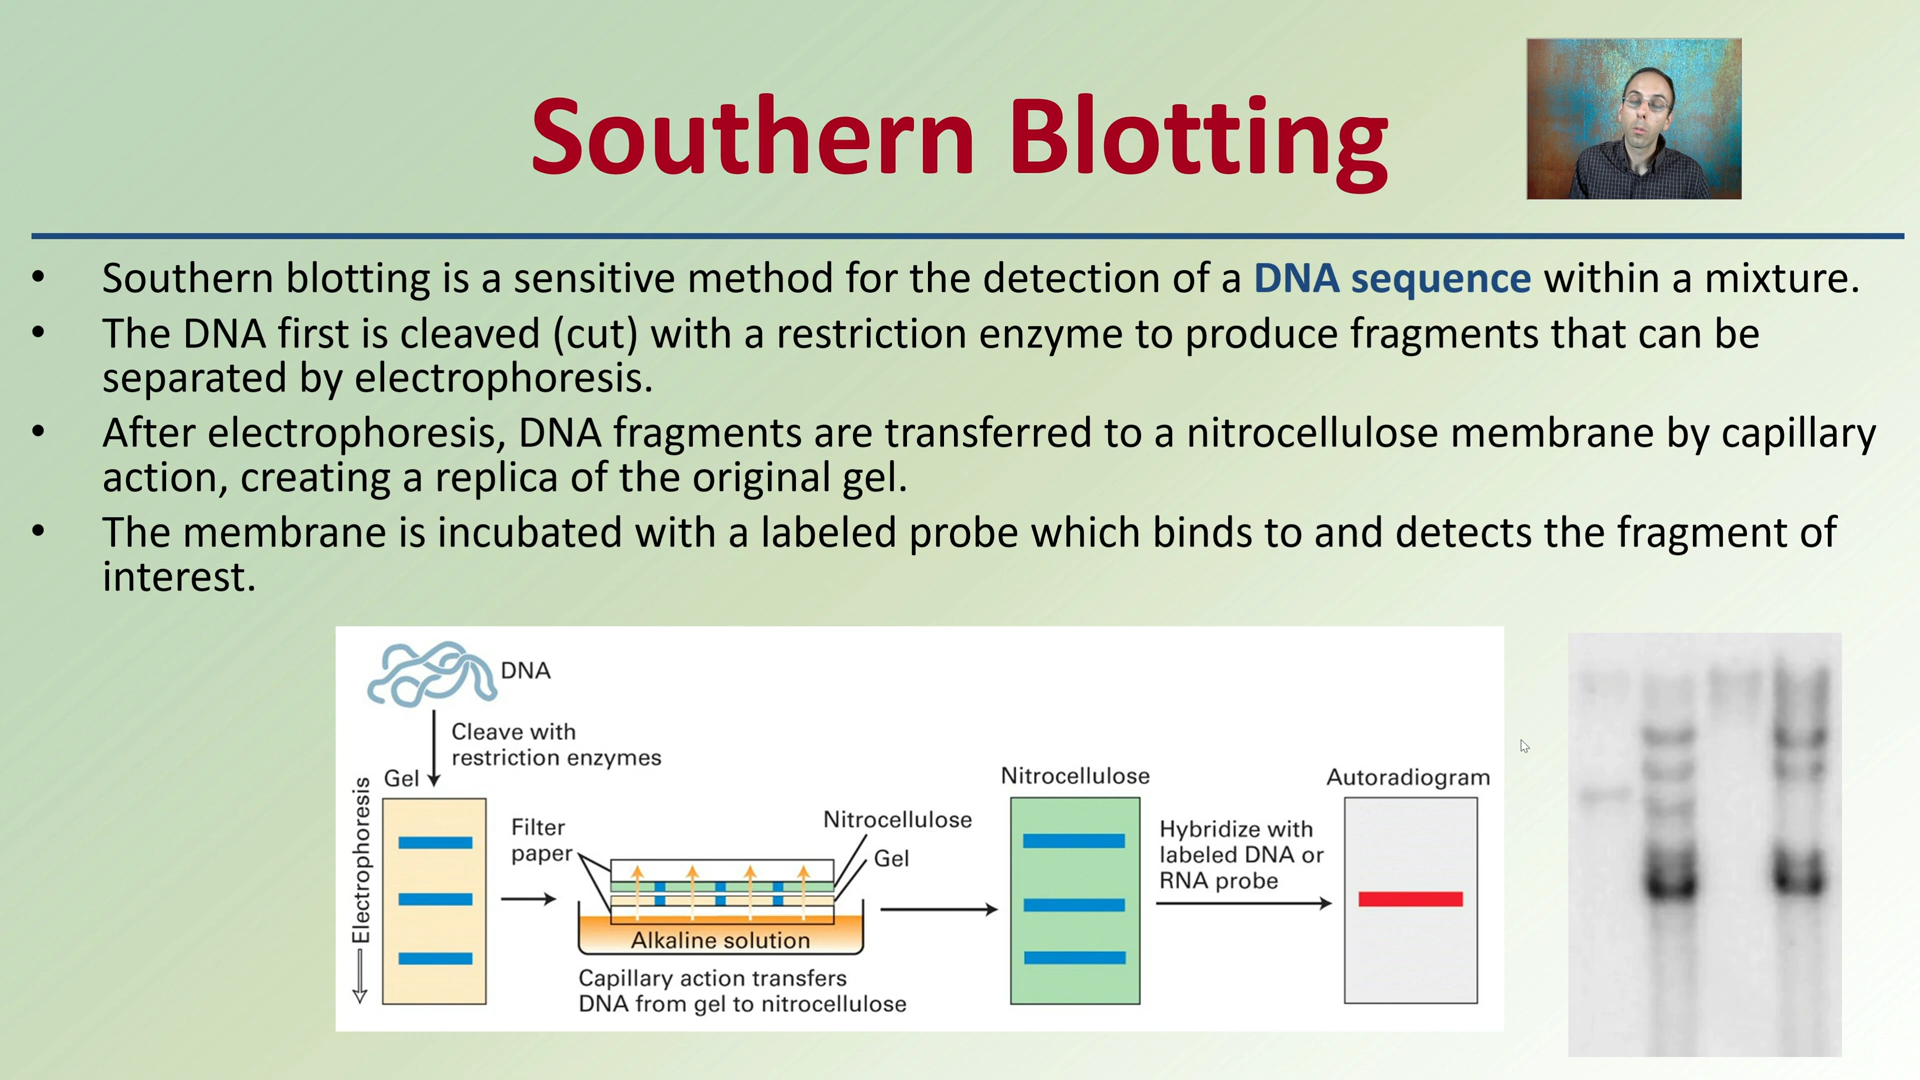 Southern Blotting
• Southern blotting is a sensitive method for the detection of a DNA sequence within a mixture.
• The DNA first is cleaved (cut) with a restriction enzyme to produce fragments that can be
separated by electrophoresis.
• After electrophoresis, DNA fragments are transferred to a nitrocellulose membrane by capillary
action, creating a replica of the original gel.
• The membrane is incubated with a labeled probe which binds to and detects the fragment of
interest.
DNA
Cleave with
restriction enzymes
Gel
Electrophoresis
Filter
paper
Nitrocellulose
Gel
Alkaline solution
Capillary action transfers
DNA from gel to nitrocellulose
Nitrocellulose
Hybridize with
labeled DNA or
RNA probe
Autoradiogram